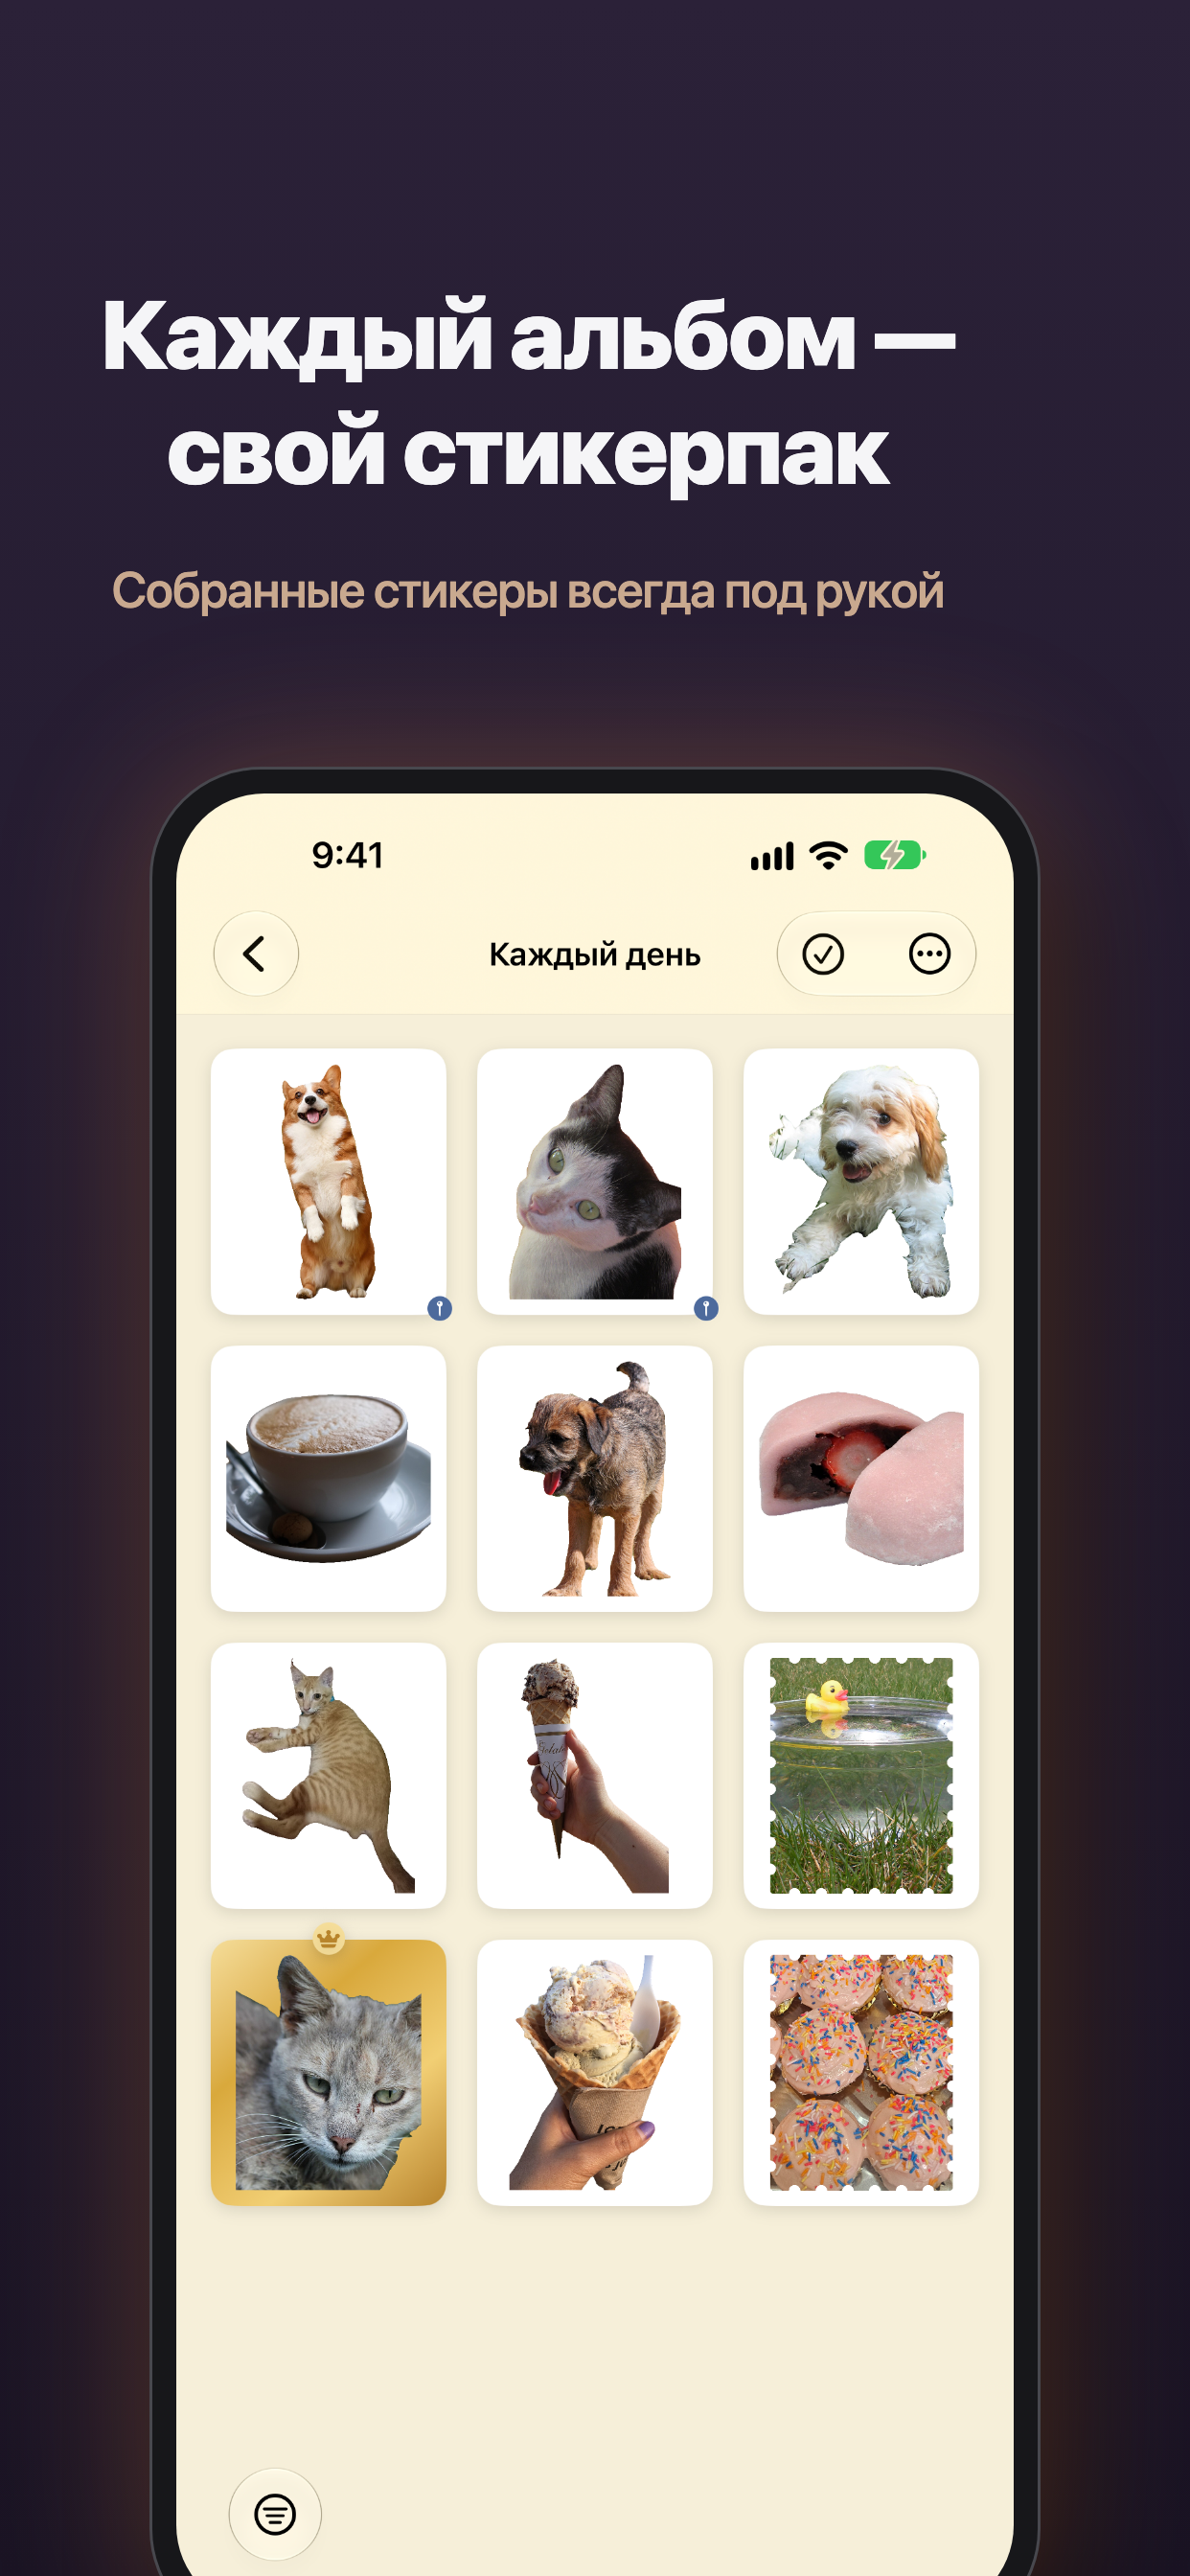 Каждый альбом —
свой стикерпак
Собранные стикеры всегда под рукой
9:41
Каждый день